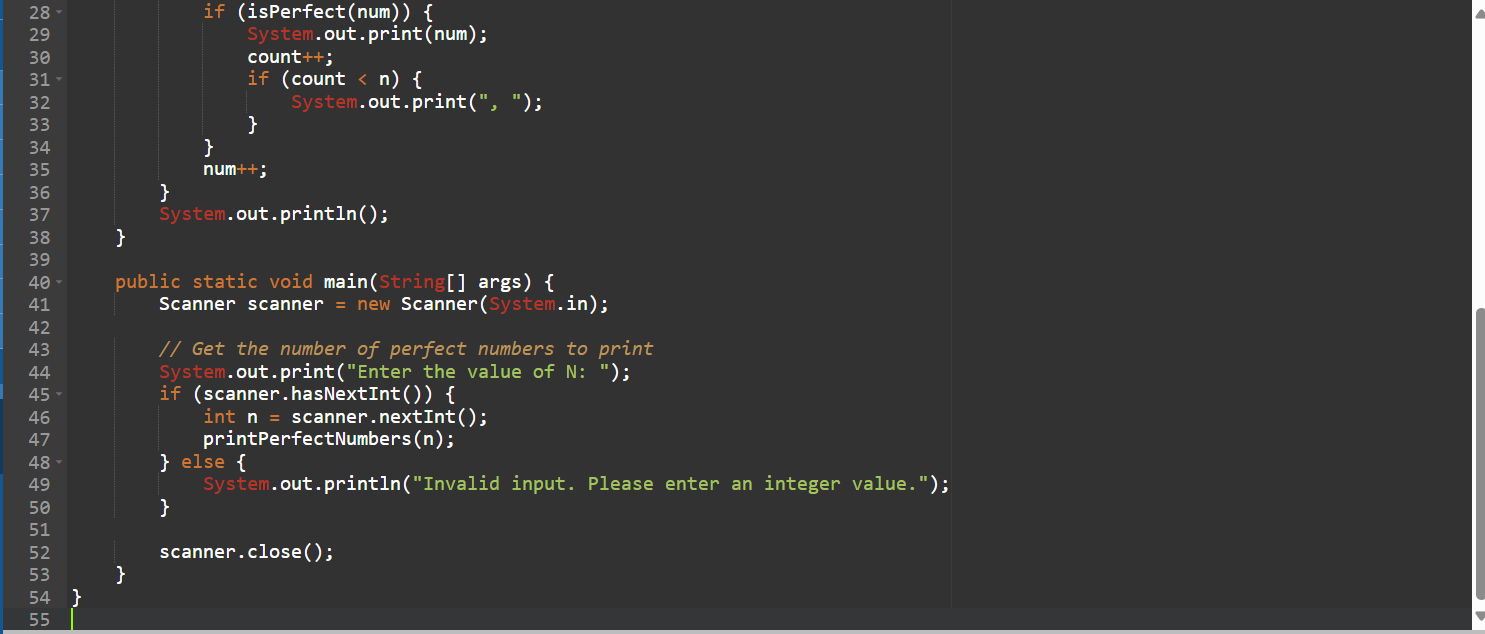 28 if (isPerfect(num)) {
29 System.out.print(num);
30 count++;
31 if (count < n) {
32 System.out.print(", ");
33 }
34 }
35 num++;
36 }
37 System.out.println();
38 }
39
40 public static void main(String[] args) {
41 Scanner scanner = new Scanner(System.in);
42
43 // Get the number of perfect numbers to print
44 System.out.print("Enter the value of N: ");
45 if (scanner.hasNextInt()) {
46 int n = scanner.nextInt();
47 printPerfectNumbers(n);
48 } else {
49 System.out.println("Invalid input. Please enter an integer value.");
50 }
51
52 scanner.close();
53 }
54 }
55